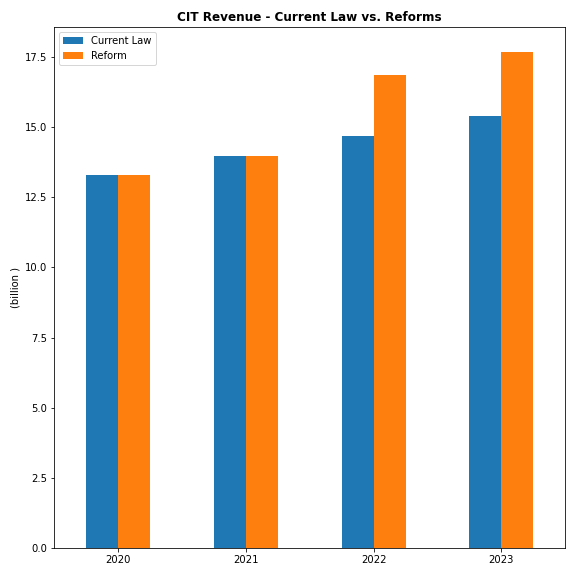 CIT Revenue - Current Law vs. Reforms
Current Law
Reform
17.5
15.0
12.5
10.0
7.5
5.0
2.5
0.0
(billion )
2020 2021 2022 2023